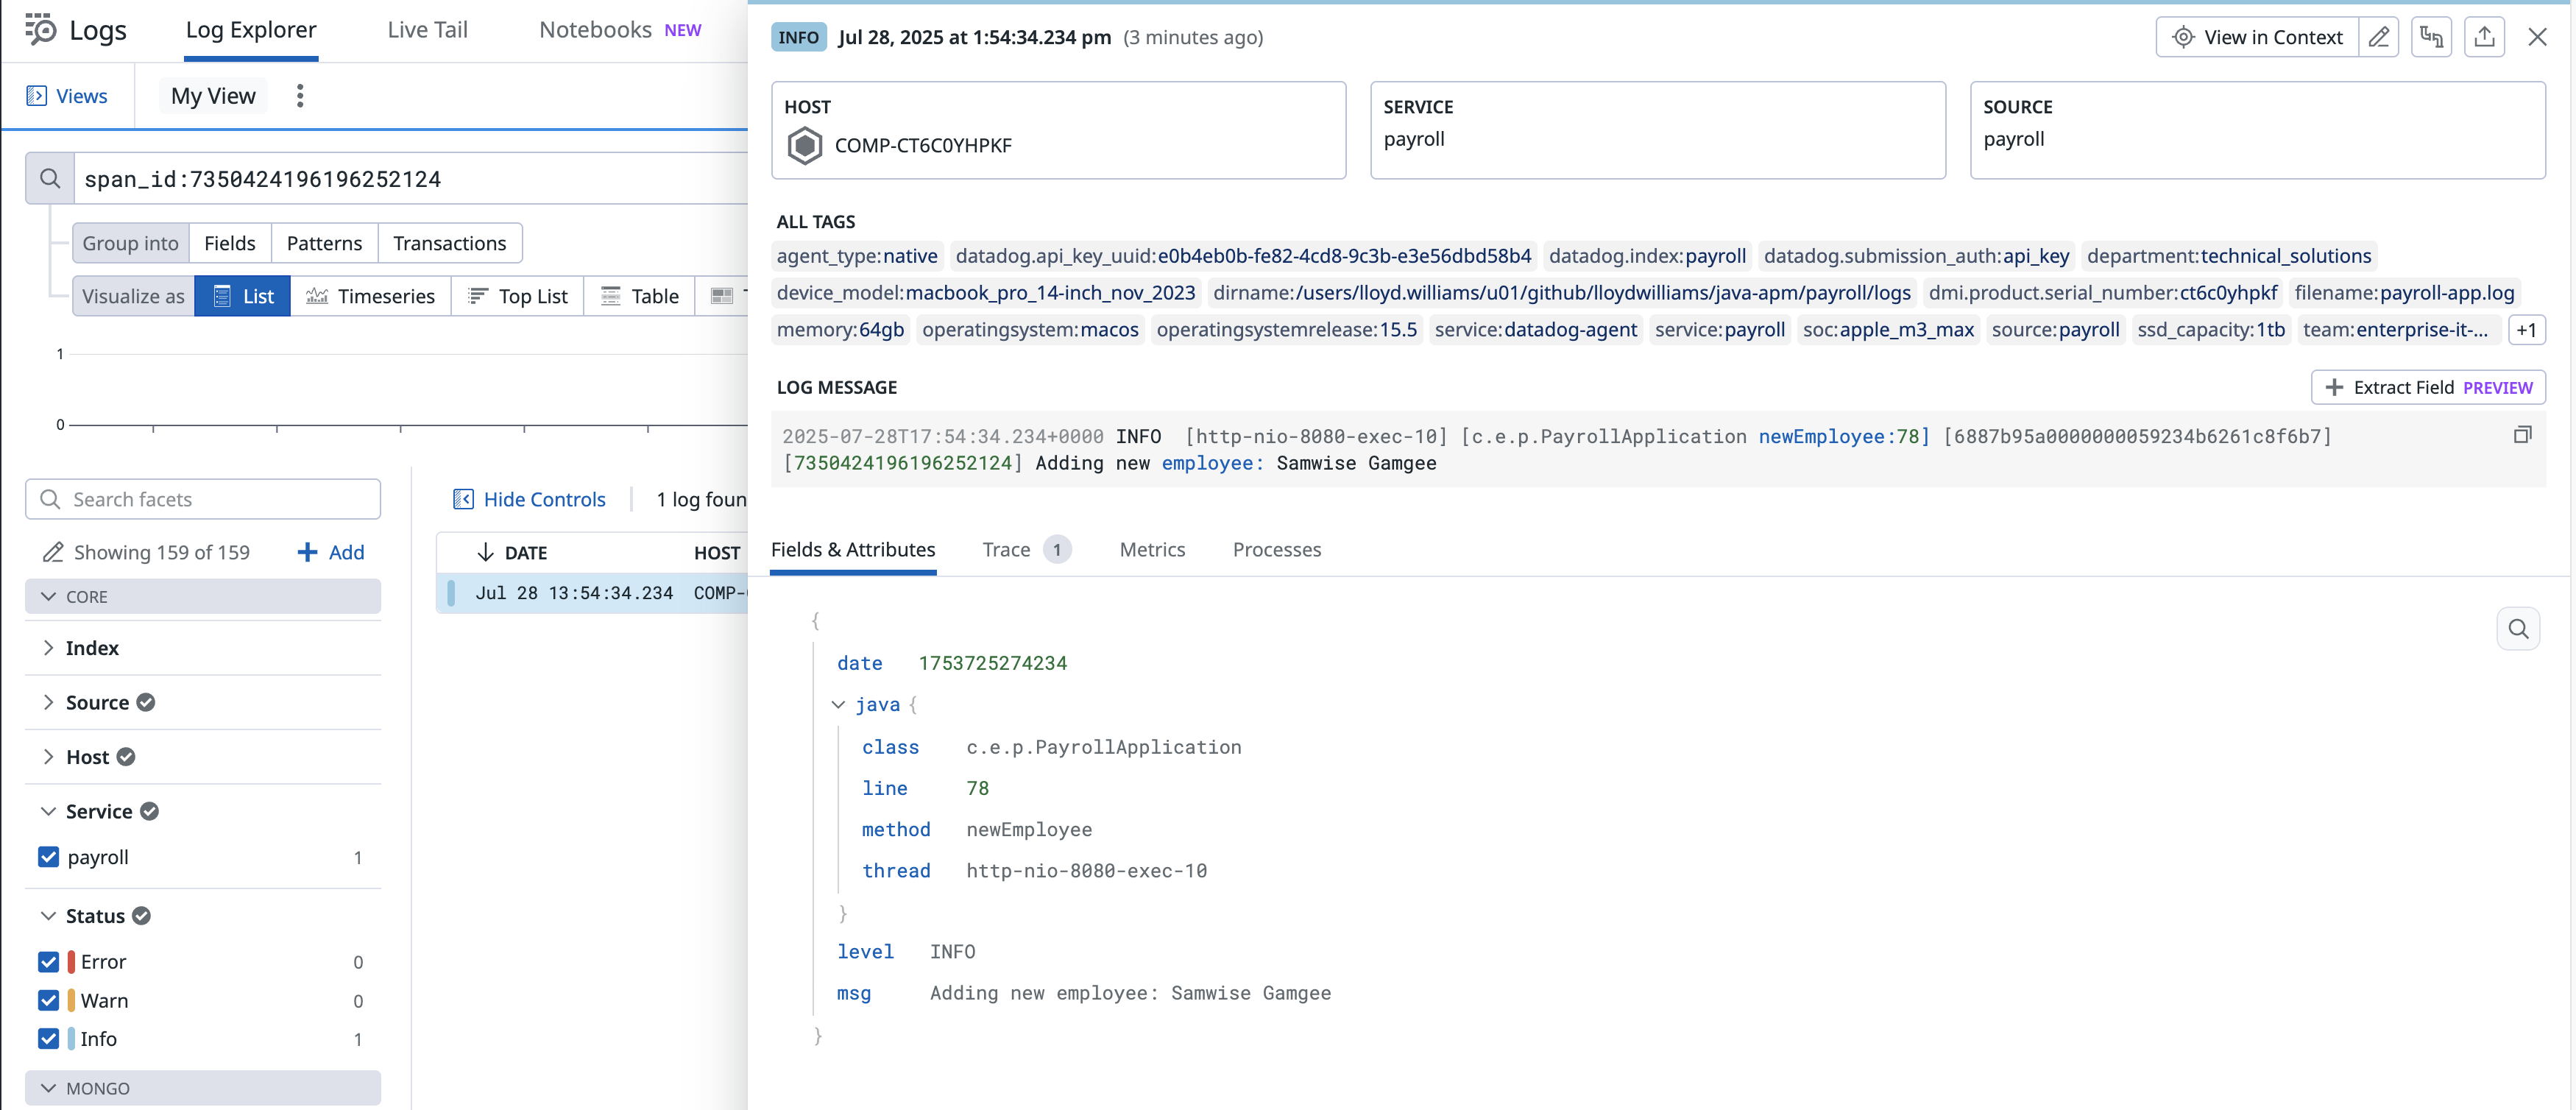 Logs
Log Explorer
Live Tail
Notebooks NEW
Views
My View
span_id:7350424196196252124
Group into Fields Patterns Transactions
Visualize as List Timeseries Top List Table
1
0
Search facets
Showing 159 of 159
Add
CORE
Index
Source
Host
Service
payroll 1
Status
Error 0
Warn 0
Info 1
MONGO
Hide Controls
1 log foun
DATE HOST
Jul 28 13:54:34.234 COMP-
INFO Jul 28, 2025 at 1:54:34.234 pm (3 minutes ago)
View in Context
HOST
COMP-CT6C0YHPKF
SERVICE
payroll
SOURCE
payroll
ALL TAGS
agent_type:native datadog.api_key_uuid:e0b4eb0b-fe82-4cd8-9c3b-e3e56dbd58b4 datadog.index:payroll datadog.submission_auth:api_key department:technical_solutions
device_model:macbook_pro_14-inch_nov_2023 dirname:/users/lloyd.williams/u01/github/lloydwilliams/java-apm/payroll/logs dmi.product.serial_number:ct6c0yhpkf filename:payroll-app.log
memory:64gb operatingsystem:macos operatingsystemrelease:15.5 service:datadog-agent service:payroll soc:apple_m3_max source:payroll ssd_capacity:1tb team:enterprise-it-... +1
LOG MESSAGE
Extract Field PREVIEW
2025-07-28T17:54:34.234+0000 INFO [http-nio-8080-exec-10] [c.e.p.PayrollApplication newEmployee:78] [6887b95a0000000059234b6261c8f6b7]
[7350424196196252124] Adding new employee: Samwise Gamgee
Fields & Attributes
Trace 1
Metrics
Processes
{
date 1753725274234
java {
class c.e.p.PayrollApplication
line 78
method newEmployee
thread http-nio-8080-exec-10
}
level INFO
msg Adding new employee: Samwise Gamgee
}